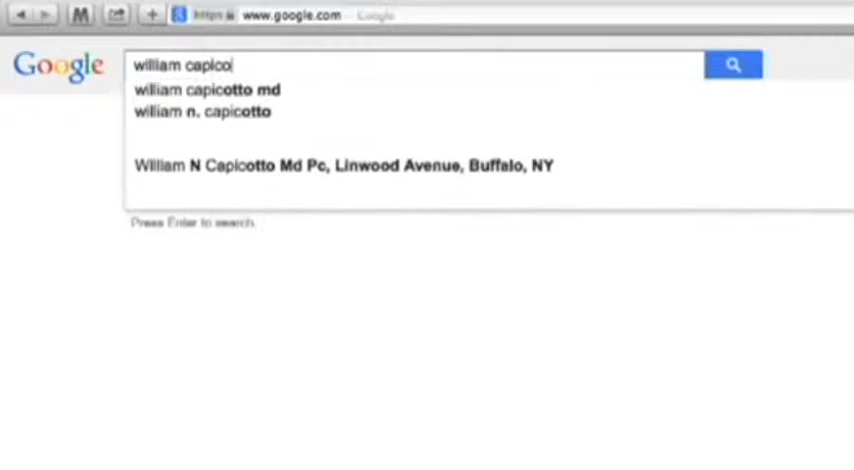 M + https www.google.com Google
Google william capico
william capicotto md
william n. capicotto
William N Capicotto Md Pc, Linwood Avenue, Buffalo, NY
Press Enter to search.